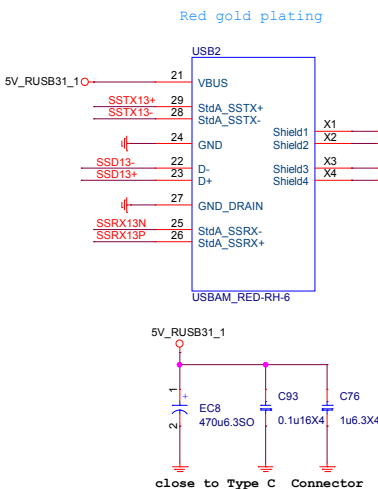 Red gold plating
USB2
5V_RUSB31_1
21
VBUS
SSTX13+
29
StdA_SSTX+
SSTX13-
28
StdA_SSTX-
24
GND
Shield1
X1
Shield2
X2
SSD13-
22
D-
Shield3
X3
SSD13+
23
D+
Shield4
X4
27
GND_DRAIN
SSRX13N
25
StdA_SSRX-
SSRX13P
26
StdA_SSRX+
USBAM_RED-RH-6
5V_RUSB31_1
1
+
2
EC8
470u6.3SO
C93
0.1u16X4
C76
1u6.3X4
close to Type C Connector